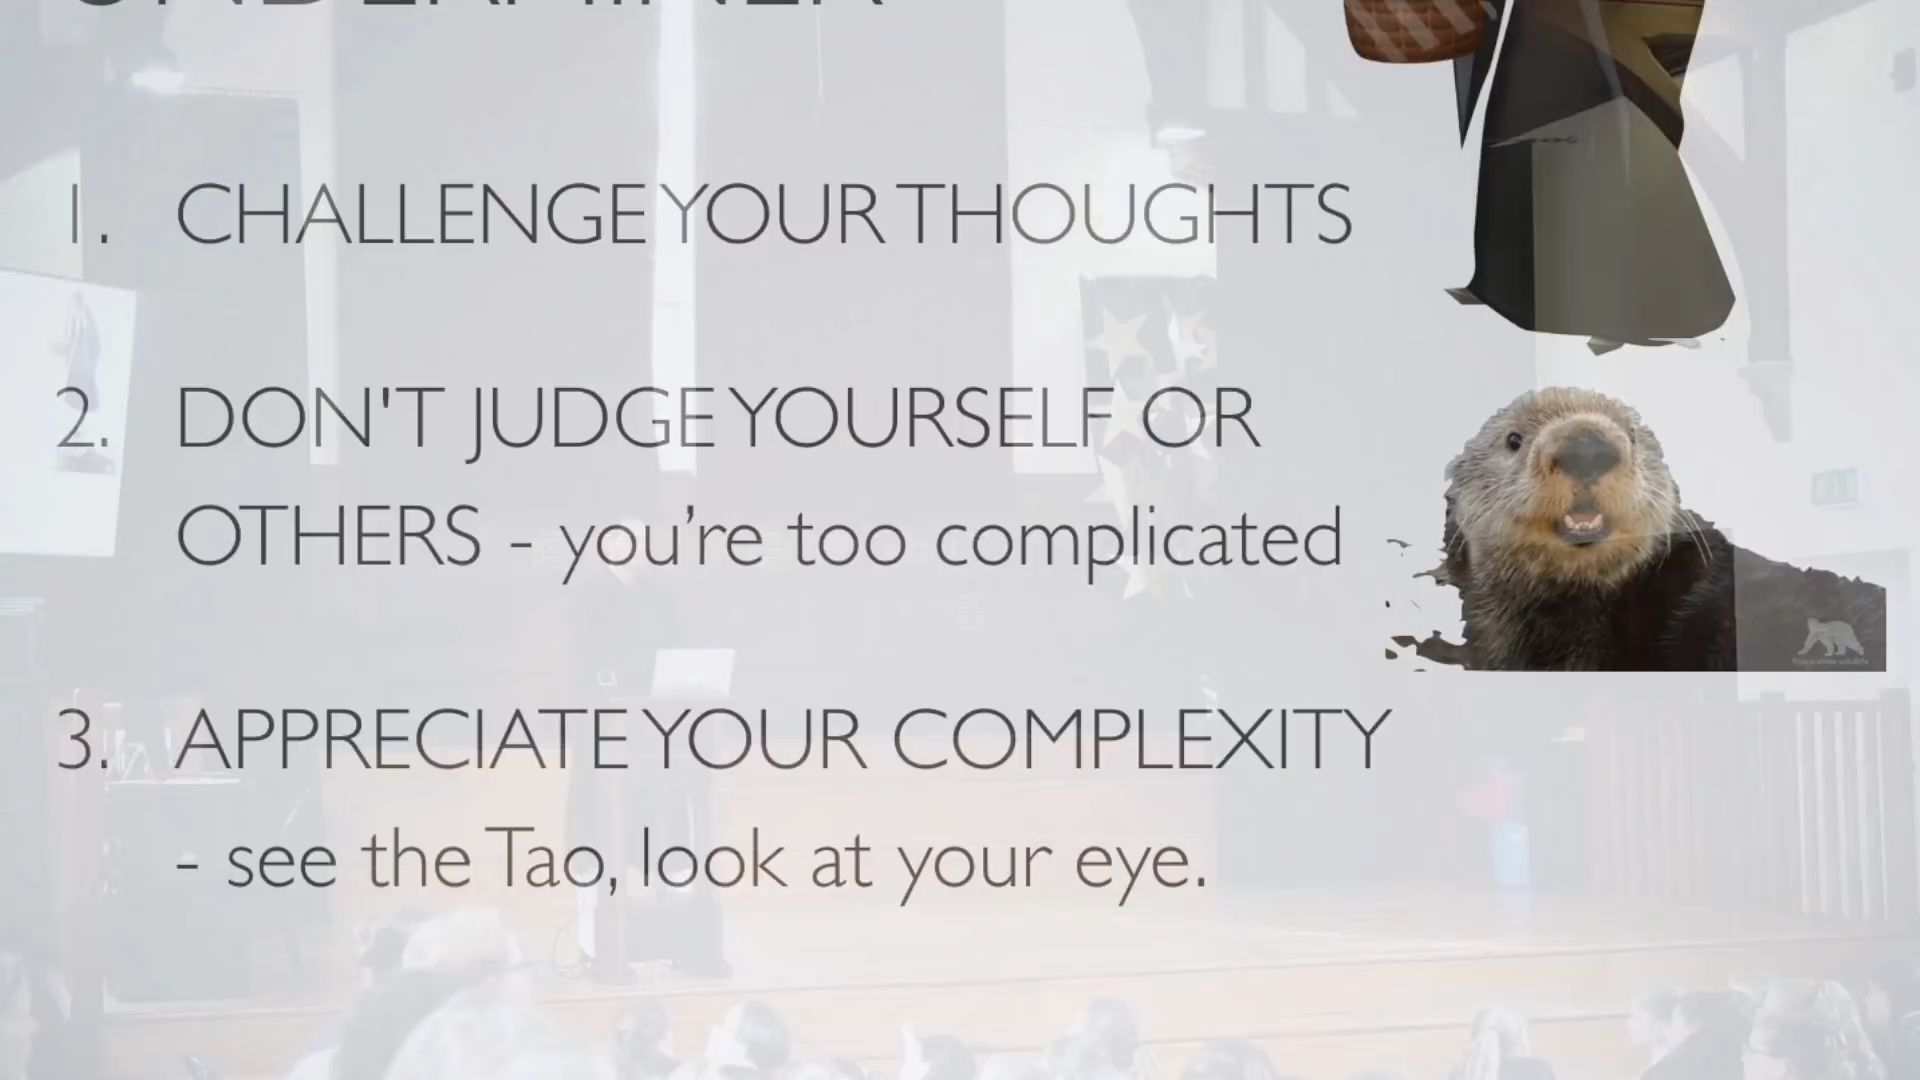 UNDERMINER
1. CHALLENGE YOUR THOUGHTS
2. DON'T JUDGE YOURSELF OR
OTHERS - you're too complicated
3. APPRECIATE YOUR COMPLEXITY
- see the Tao, look at your eye.